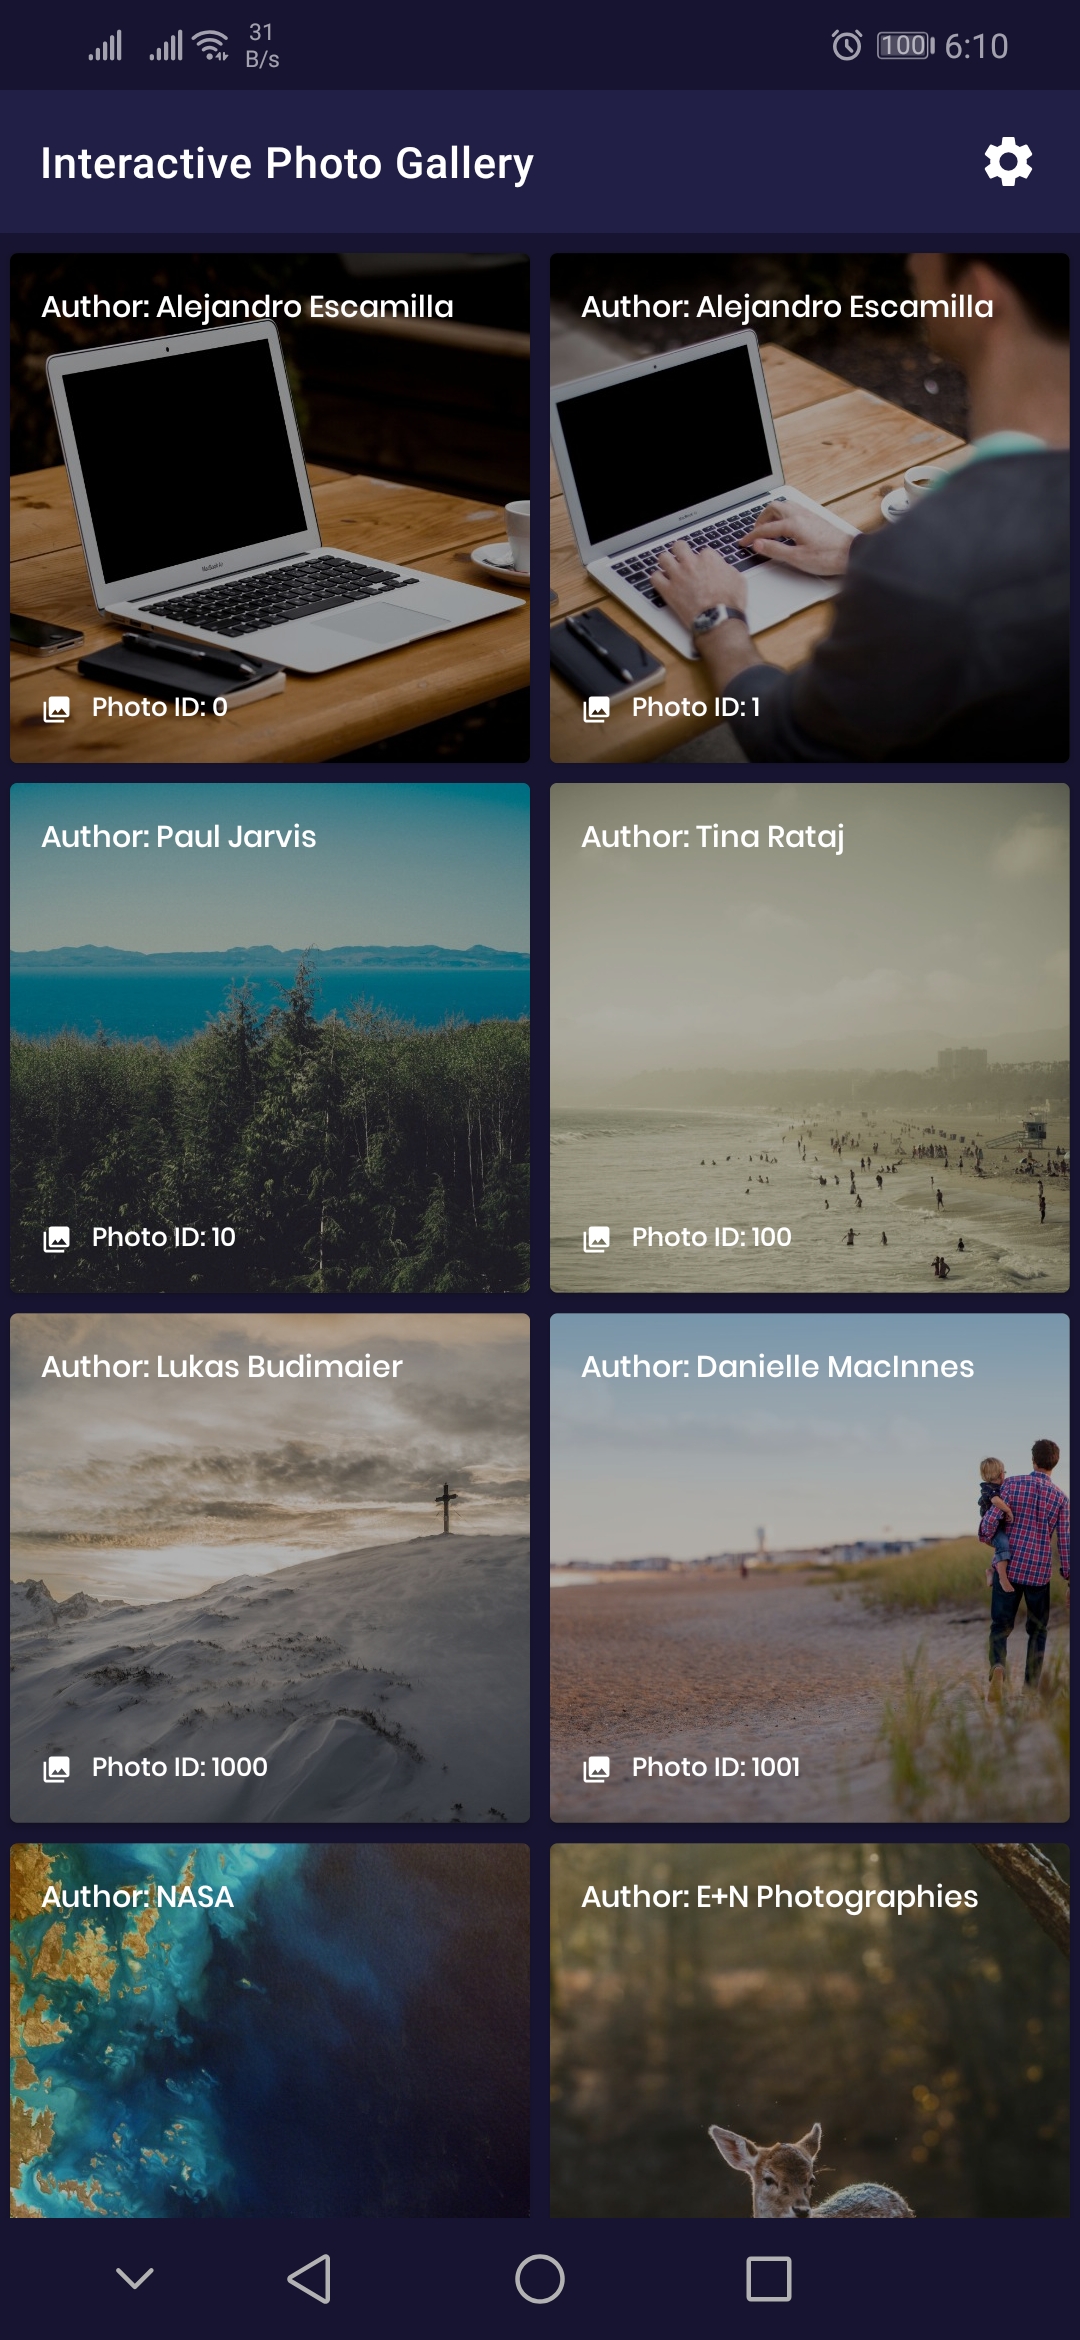 31
B/s
100
6:10
Interactive Photo Gallery
Author: Alejandro Escamilla
Author: Alejandro Escamilla
Photo ID: 0
Photo ID: 1
Author: Paul Jarvis
Author: Tina Rataj
Photo ID: 10
Photo ID: 100
Author: Lukas Budimaier
Author: Danielle MacInnes
Photo ID: 1000
Photo ID: 1001
Author: NASA
Author: E+N Photographies